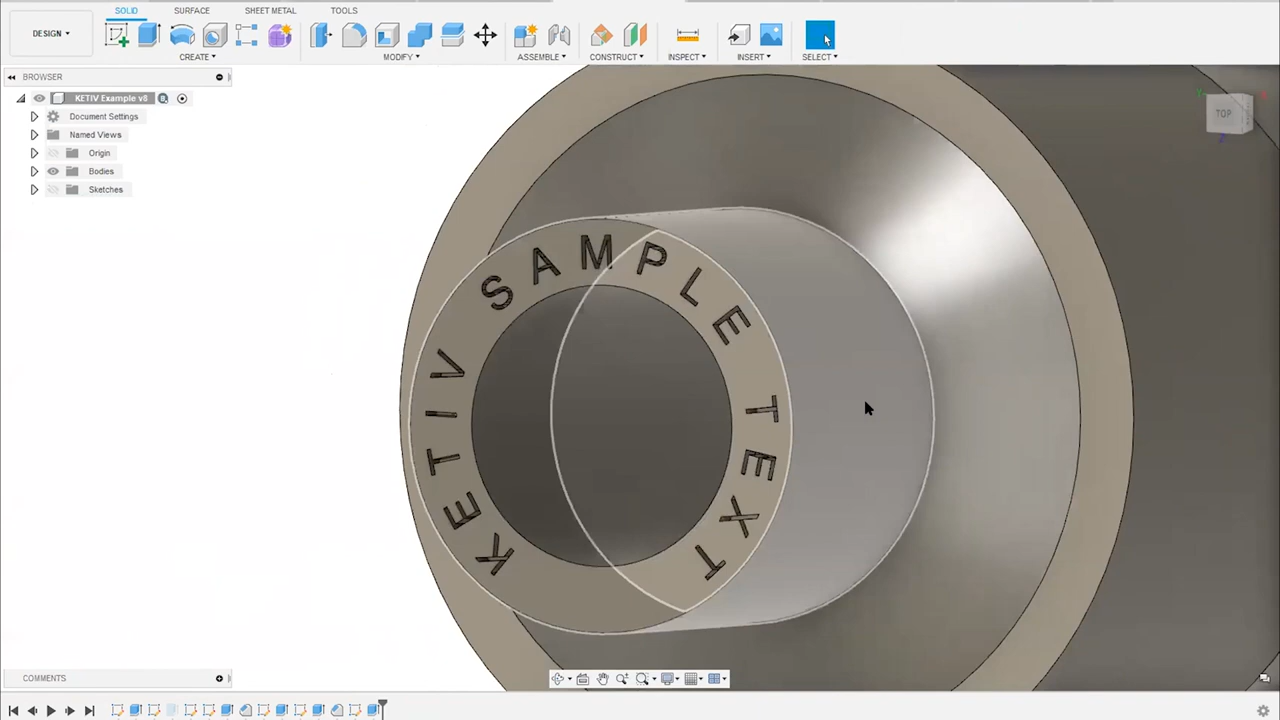 SOLID SURFACE SHEET METAL TOOLS
DESIGN
CREATE MODIFY ASSEMBLE CONSTRUCT INSPECT INSERT SELECT
BROWSER
KETIV Example v8
Document Settings
Named Views
Origin
Bodies
Sketches
TOP
KETIV SAMPLE TEXT
COMMENTS